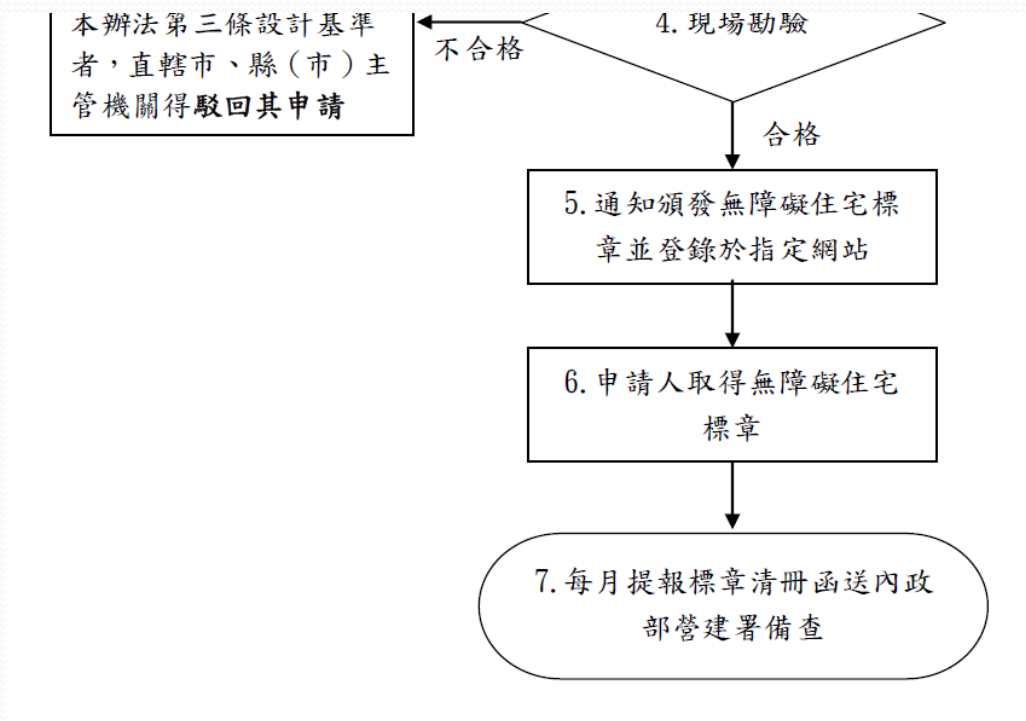 本辦法第三條設計基準
者，直轄市、縣（市）主
管機關得駁回其申請
4.現場勘驗
不合格
合格
5.通知頒發無障礙住宅標
章並登錄於指定網站
6.申請人取得無障礙住宅
標章
7.每月提報標章清冊函送內政
部營建署備查